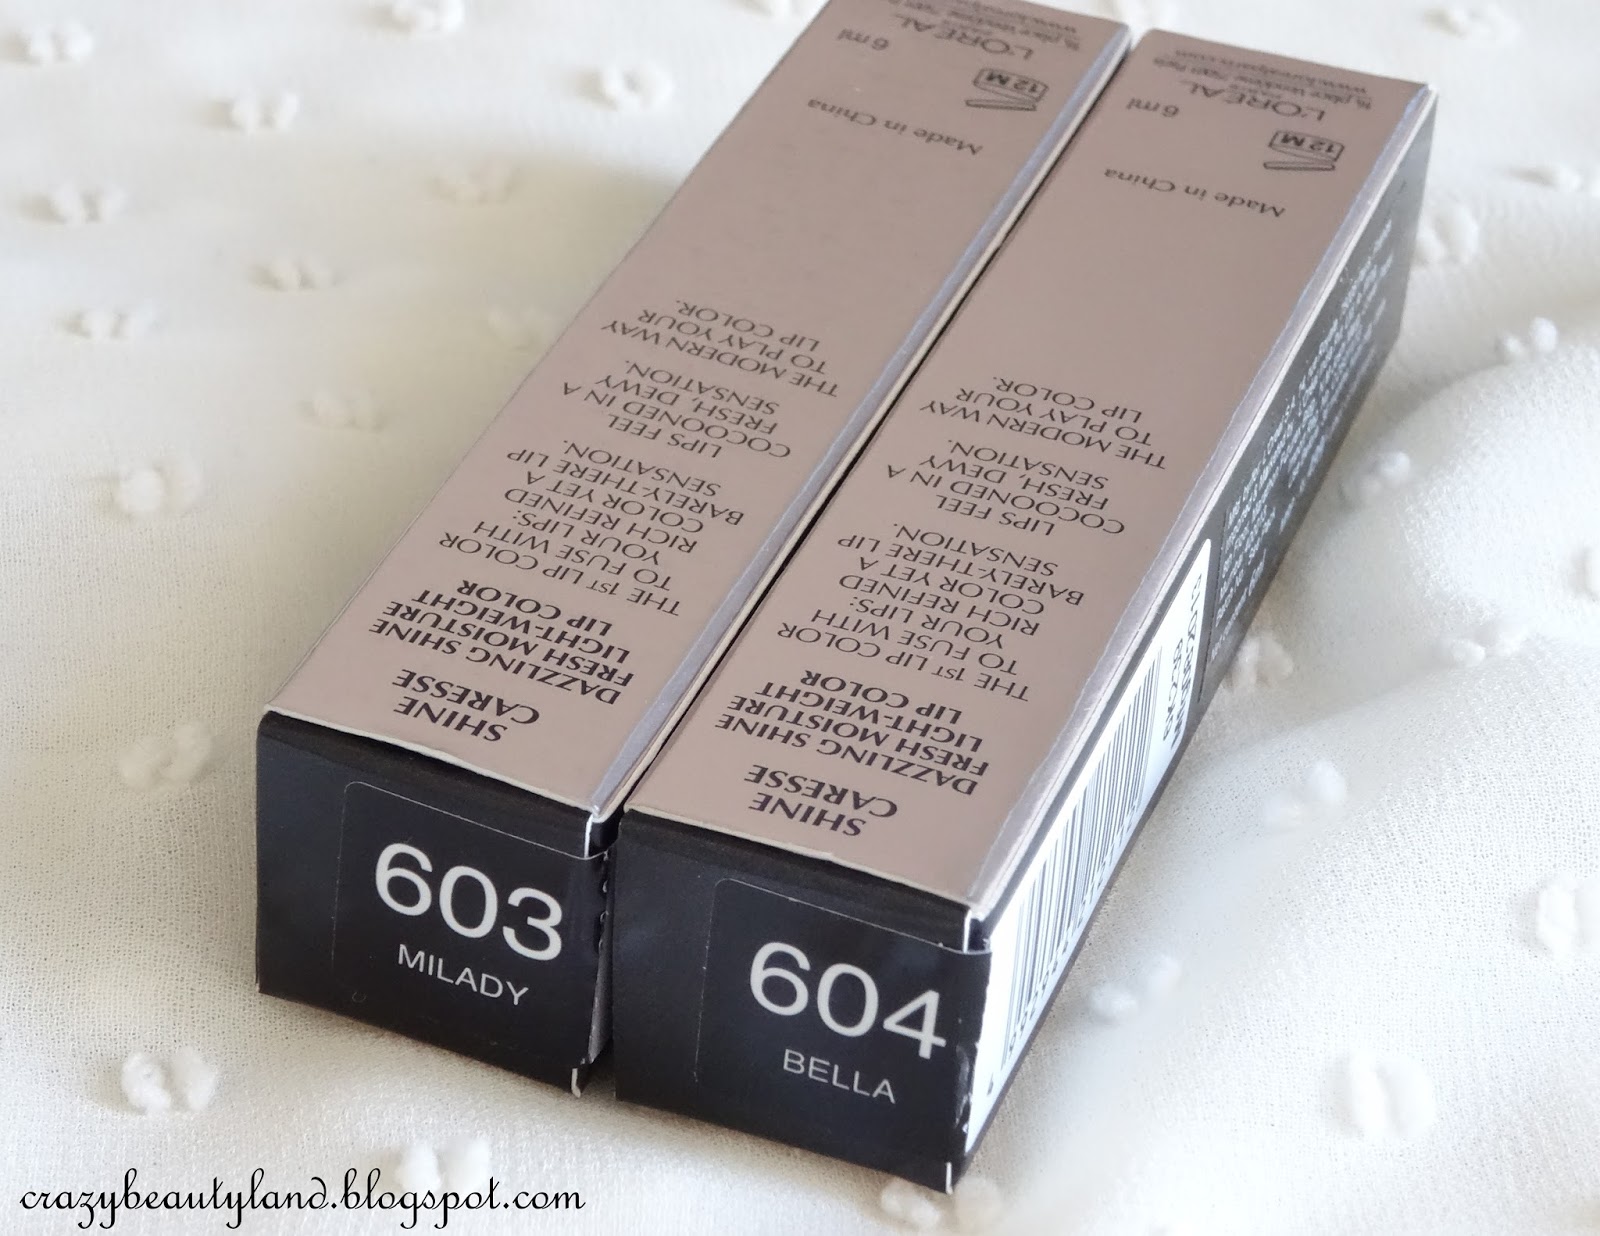 SHINE
CARESSE
DAZZLING SHINE
FRESH MOISTURE
LIGHT-WEIGHT
LIP COLOR
THE 1ST LIP COLOR
TO FUSE WITH
YOUR LIPS:
RICH REFINED
COLOR YET A
BARELY-THERE LIP
SENSATION.
LIPS FEEL
COCOONED IN A
FRESH, DEWY
SENSATION.
THE MODERN WAY
TO PLAY YOUR
LIP COLOR.
Made in China
12 M
6 ml
L'OREAL
603
MILADY
SHINE
CARESSE
DAZZLING SHINE
FRESH MOISTURE
LIGHT-WEIGHT
LIP COLOR
THE 1ST LIP COLOR
TO FUSE WITH
YOUR LIPS:
RICH REFINED
COLOR YET A
BARELY-THERE LIP
SENSATION.
LIPS FEEL
COCOONED IN A
FRESH, DEWY
SENSATION.
THE MODERN WAY
TO PLAY YOUR
LIP COLOR.
Made in China
12 M
6 ml
L'OREAL
604
BELLA
crazybeautyland.blogspot.com